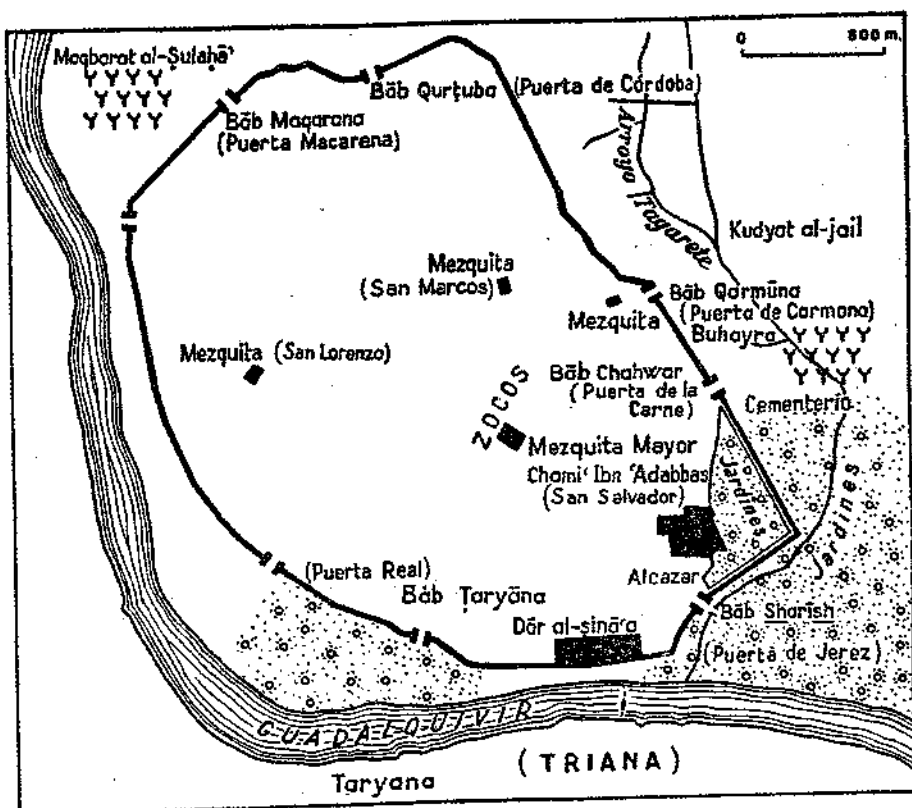 Maqbarat al-Ṣulaḥā'
0 800 m.
Bāb Qurṭuba (Puerta de Córdoba)
Bāb Maqarana
(Puerta Macarena)
Arroyo Tagarete
Kudyat al-jail
Mezquita
(San Marcos)
Mezquita
Bāb Qarmūna
(Puerta de Carmona)
Buhayra
Mezquita (San Lorenzo)
Bāb Chahwar
(Puerta de la
Carne)
Cementerio
ZOCOS
Mezquita Mayor
Chami' Ibn 'Adabbas
(San Salvador)
Jardines
Jardines
Alcazar
(Puerta Real)
Bāb Ṭaryāna
Dār al-ṣinā'a
Bāb Sharīsh
(Puerta de Jerez)
GUADALQUIVIR
Taryana
(TRIANA)